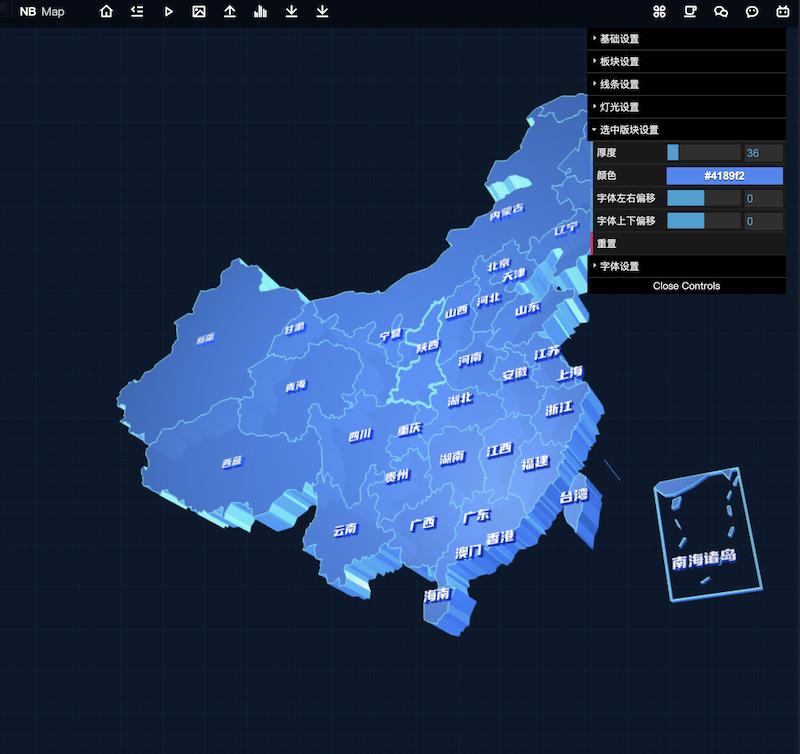 NB Map
基础设置
板块设置
线条设置
灯光设置
选中版块设置
厚度 36
颜色 #4189f2
字体左右偏移 0
字体上下偏移 0
重置
字体设置
Close Controls
内蒙古
辽宁
北京
天津
河北
山西
山东
甘肃
宁夏
新疆
陕西
河南
江苏
青海
安徽
上海
湖北
浙江
四川
重庆
江西
湖南
福建
西藏
贵州
台湾
云南
广西
广东
香港
澳门
南海诸岛
海南